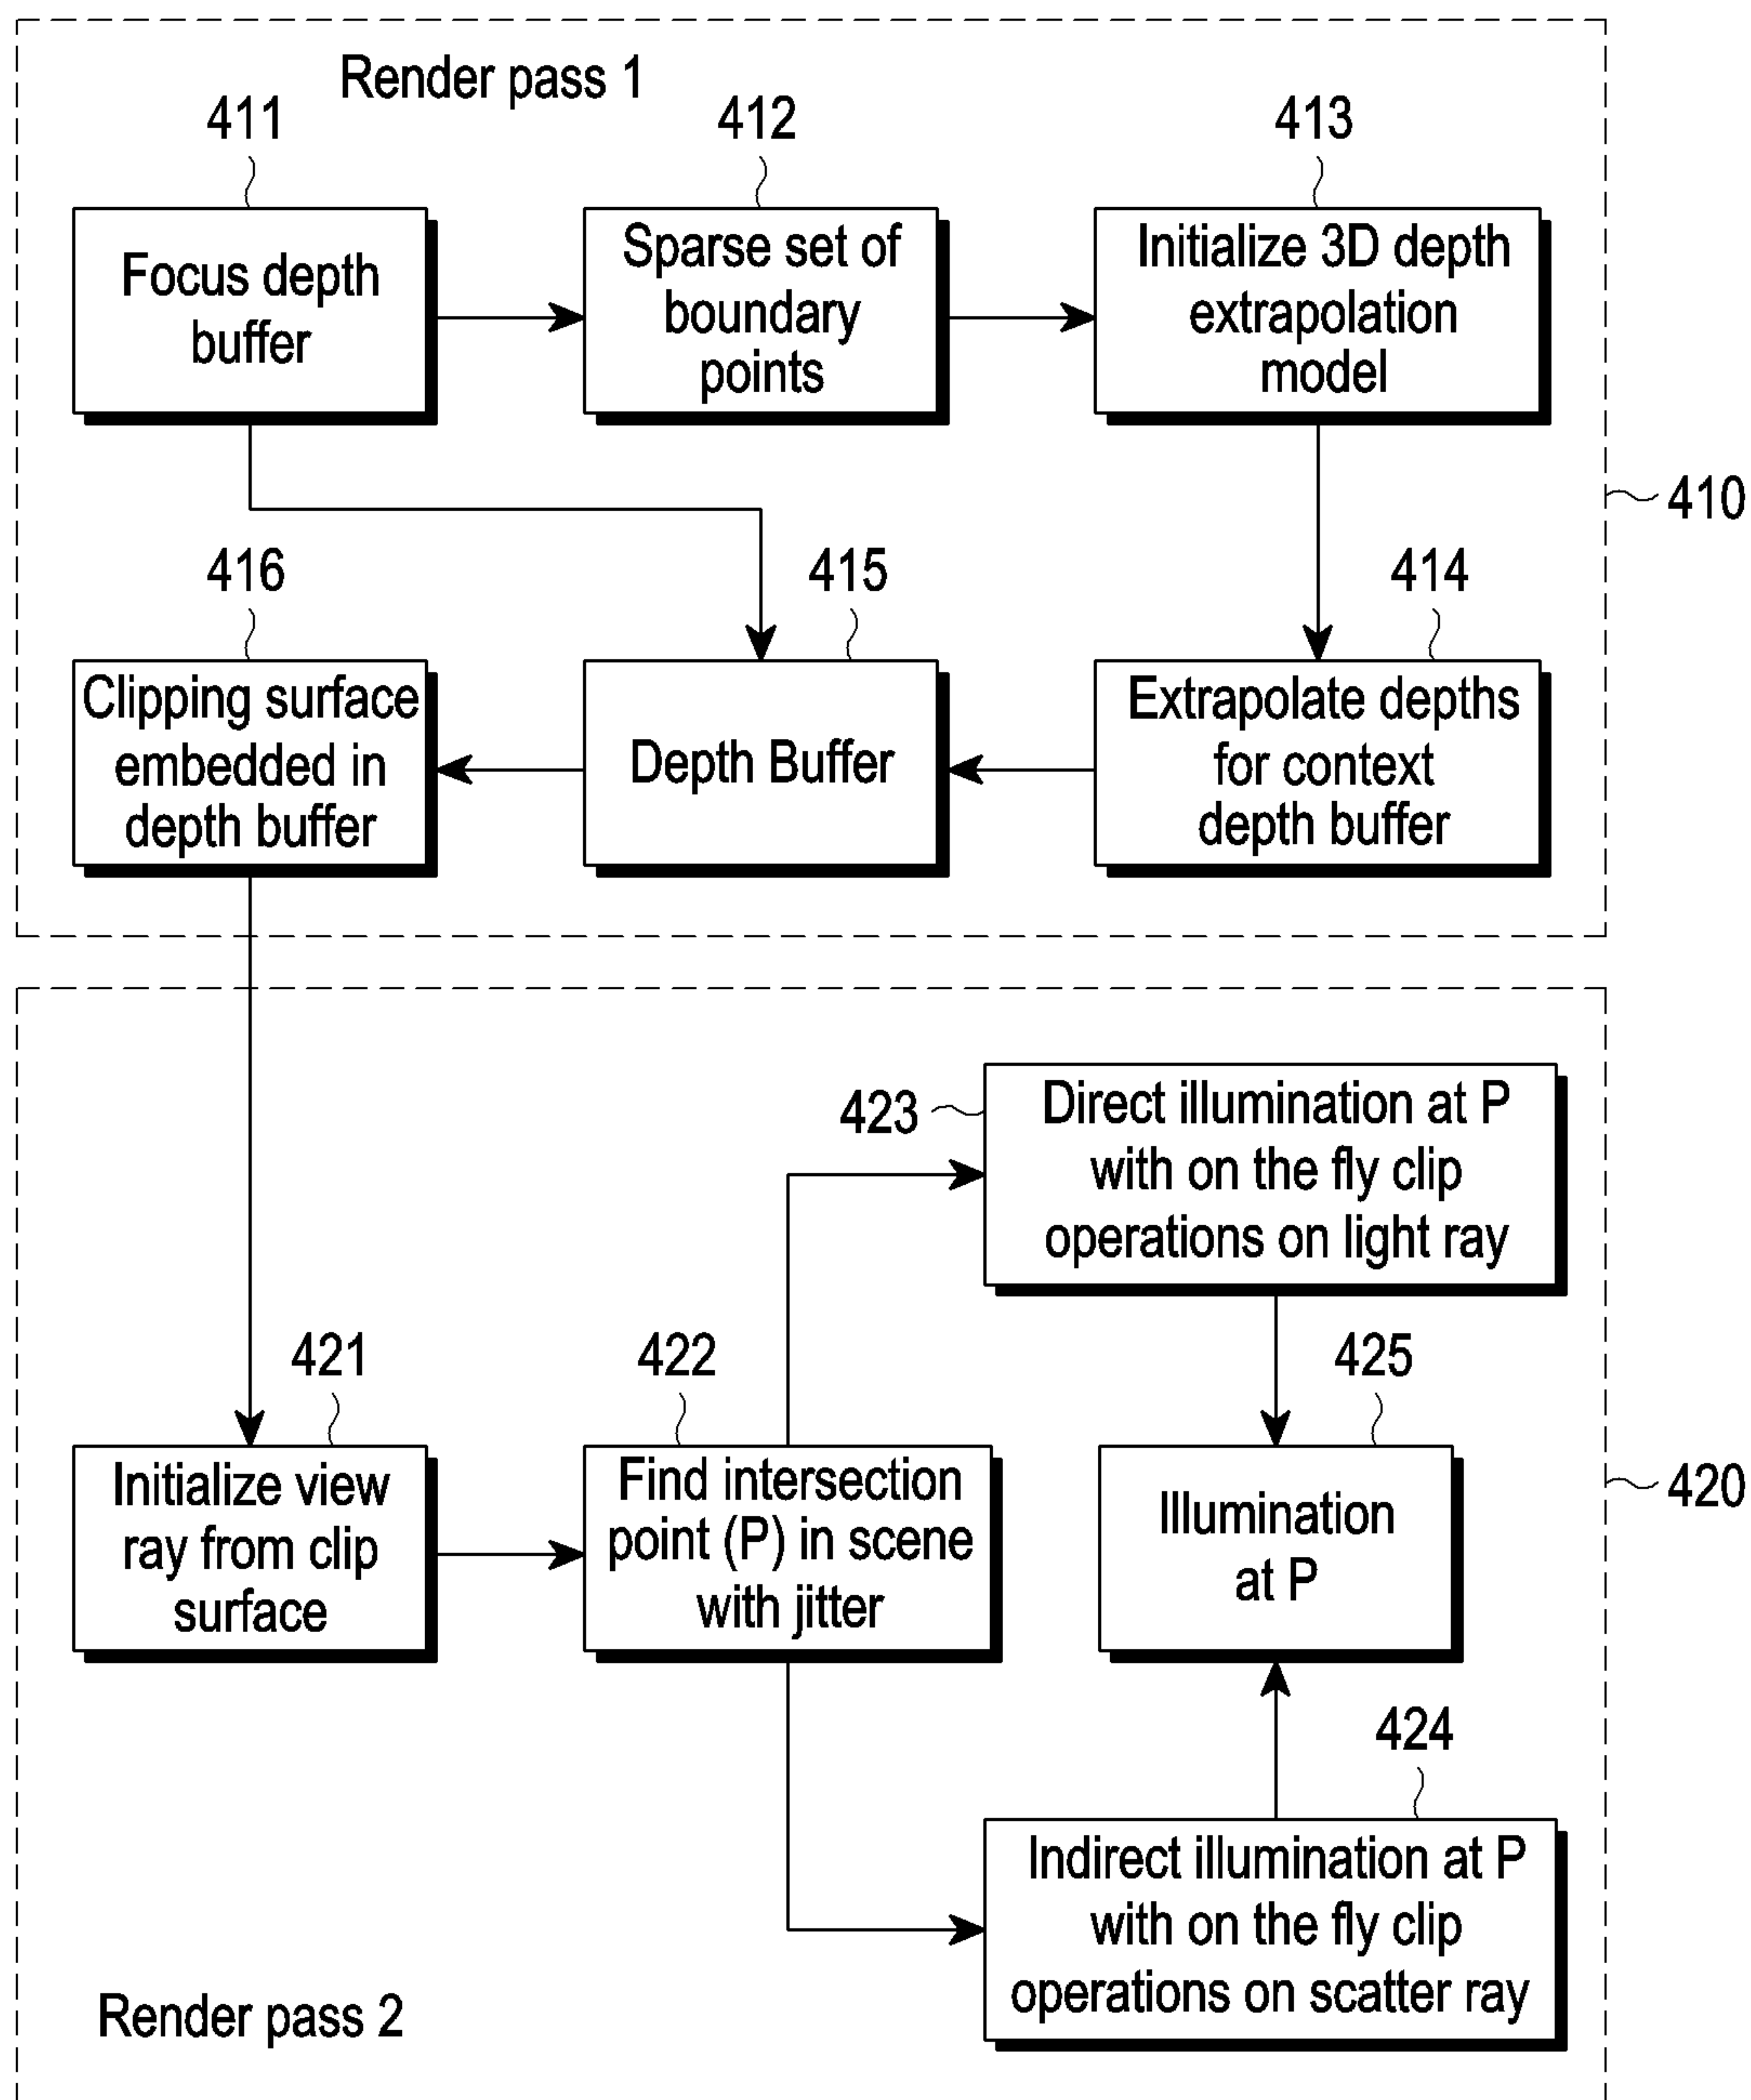 Render pass 1
411
412
413
Focus depth
buffer
Sparse set of
boundary
points
Initialize 3D depth
extrapolation
model
410
416
415
414
Clipping surface
embedded in
depth buffer
Depth Buffer
Extrapolate depths
for context
depth buffer
423
Direct illumination at P
with on the fly clip
operations on light ray
421
422
425
Initialize view
ray from clip
surface
Find intersection
point (P) in scene
with jitter
Illumination
at P
420
424
Indirect illumination at P
with on the fly clip
operations on scatter ray
Render pass 2